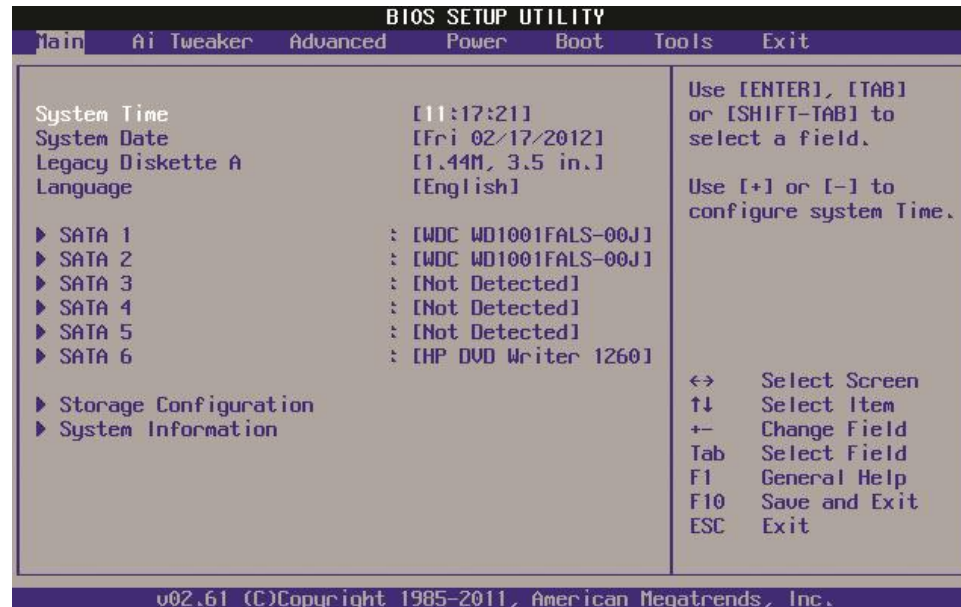 BIOS SETUP UTILITY
Main Ai Tweaker Advanced Power Boot Tools Exit
System Time [11:17:21]
System Date [Fri 02/17/2012]
Legacy Diskette A [1.44M, 3.5 in.]
Language [English]
▶ SATA 1 : [WDC WD1001FALS-00J]
▶ SATA 2 : [WDC WD1001FALS-00J]
▶ SATA 3 : [Not Detected]
▶ SATA 4 : [Not Detected]
▶ SATA 5 : [Not Detected]
▶ SATA 6 : [HP DVD Writer 1260]
▶ Storage Configuration
▶ System Information
Use [ENTER], [TAB]
or [SHIFT-TAB] to
select a field.
Use [+] or [-] to
configure system Time.
↔ Select Screen
↑↓ Select Item
+- Change Field
Tab Select Field
F1 General Help
F10 Save and Exit
ESC Exit
v02.61 (C)Copyright 1985-2011, American Megatrends, Inc.